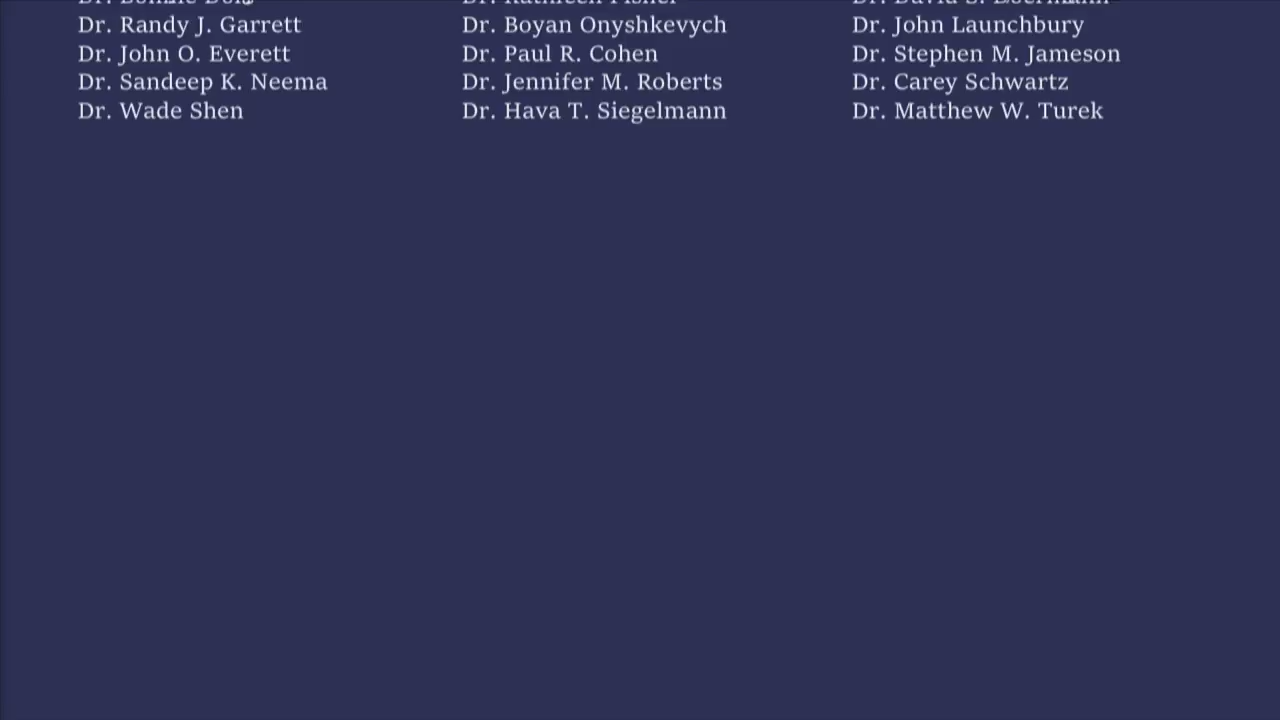 Dr. Randy J. Garrett Dr. Boyan Onyshkevych Dr. John Launchbury
Dr. John O. Everett Dr. Paul R. Cohen Dr. Stephen M. Jameson
Dr. Sandeep K. Neema Dr. Jennifer M. Roberts Dr. Carey Schwartz
Dr. Wade Shen Dr. Hava T. Siegelmann Dr. Matthew W. Turek